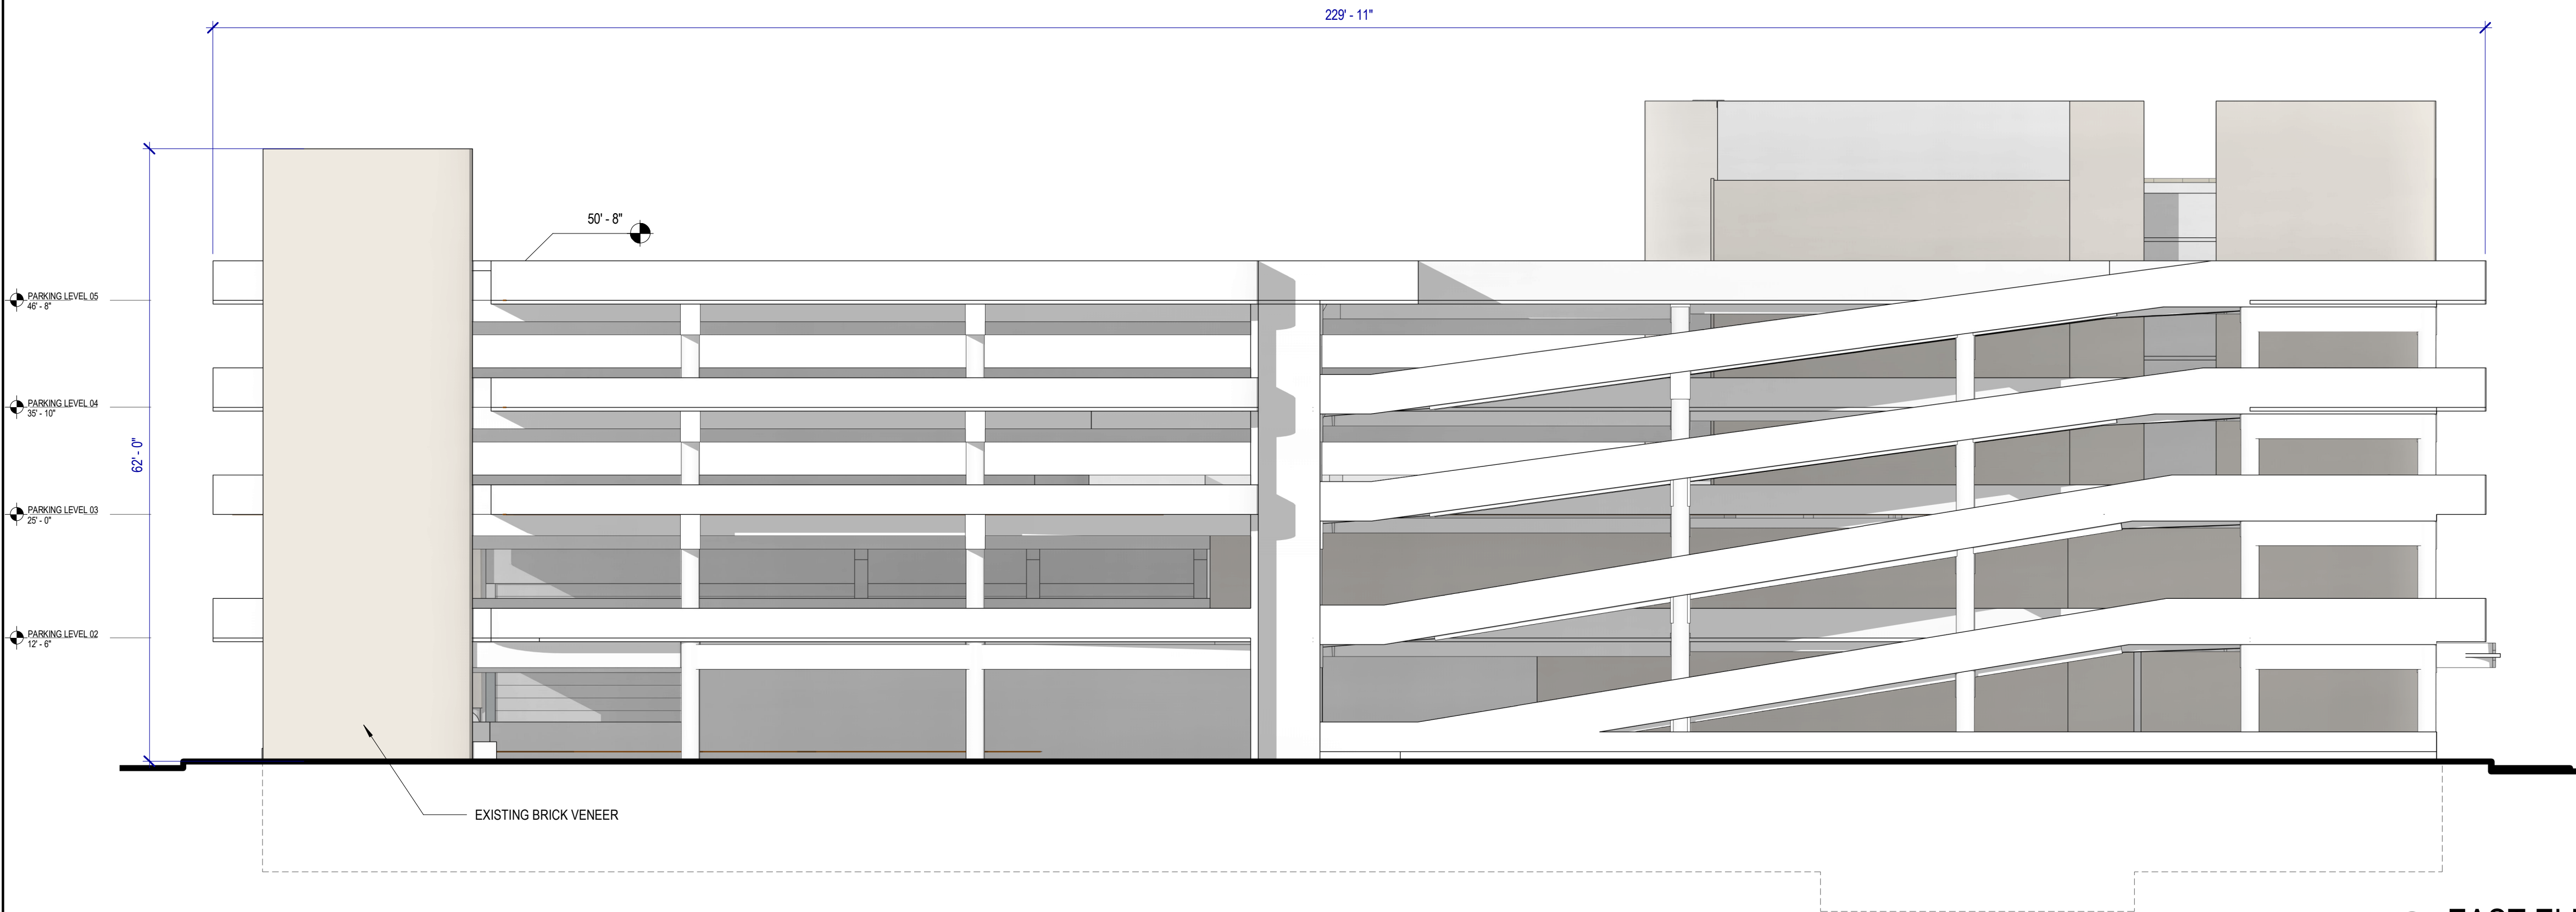 229' - 11"
50' - 8"
PARKING LEVEL 05
46' - 8"
PARKING LEVEL 04
35' - 10"
62' - 0"
PARKING LEVEL 03
25' - 0"
PARKING LEVEL 02
12' - 6"
EXISTING BRICK VENEER